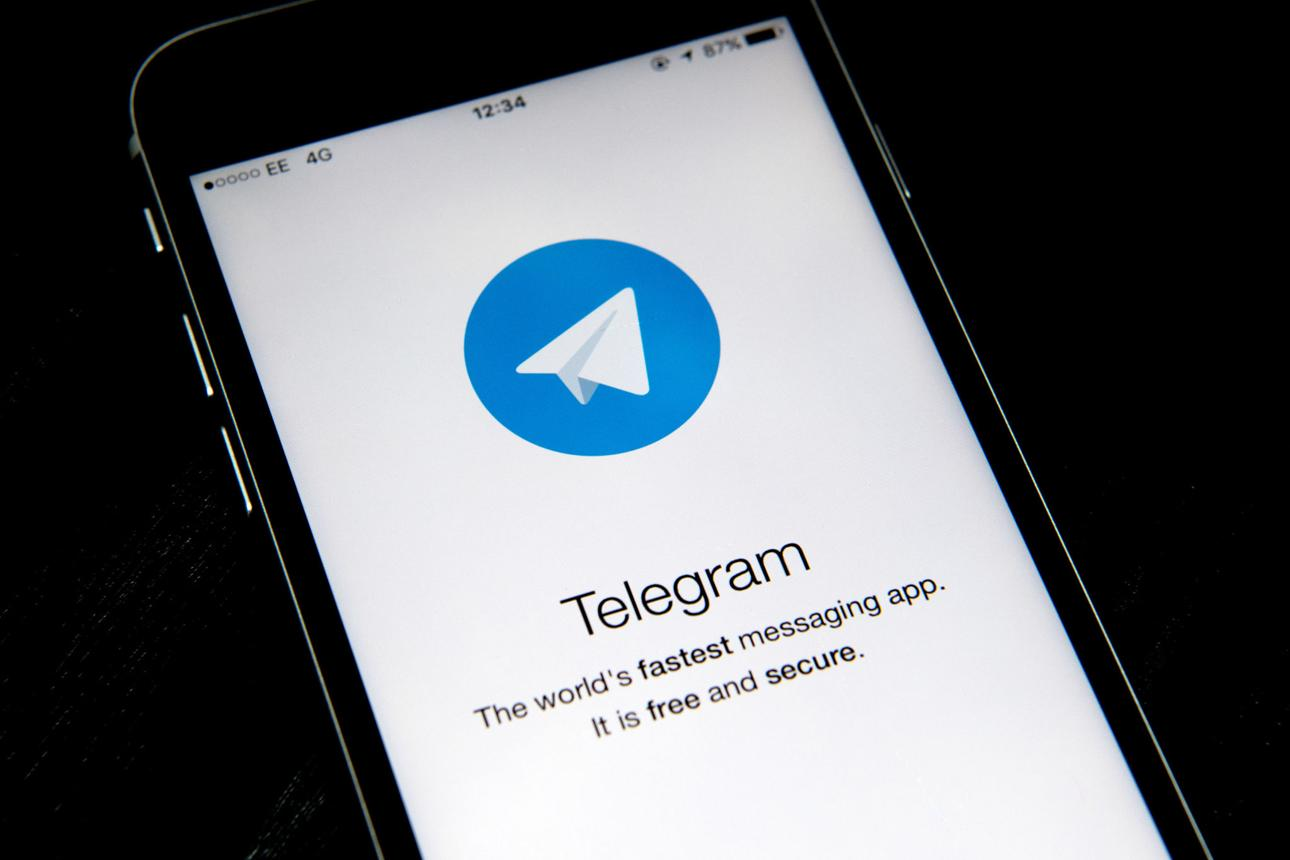 EE 4G
12:34
87%
Telegram
The world's fastest messaging app.
It is free and secure.